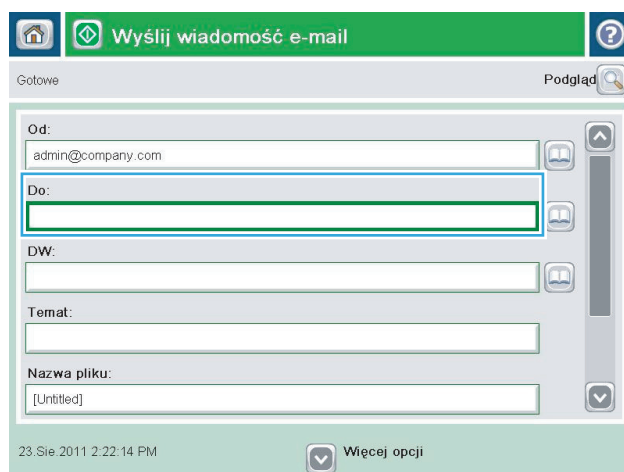 Wyślij wiadomość e-mail
?
Gotowe
Podgląd
Od:
admin@company.com
Do:
DW:
Temat:
Nazwa pliku:
[Untitled]
23.Sie.2011 2:22:14 PM
Więcej opcji